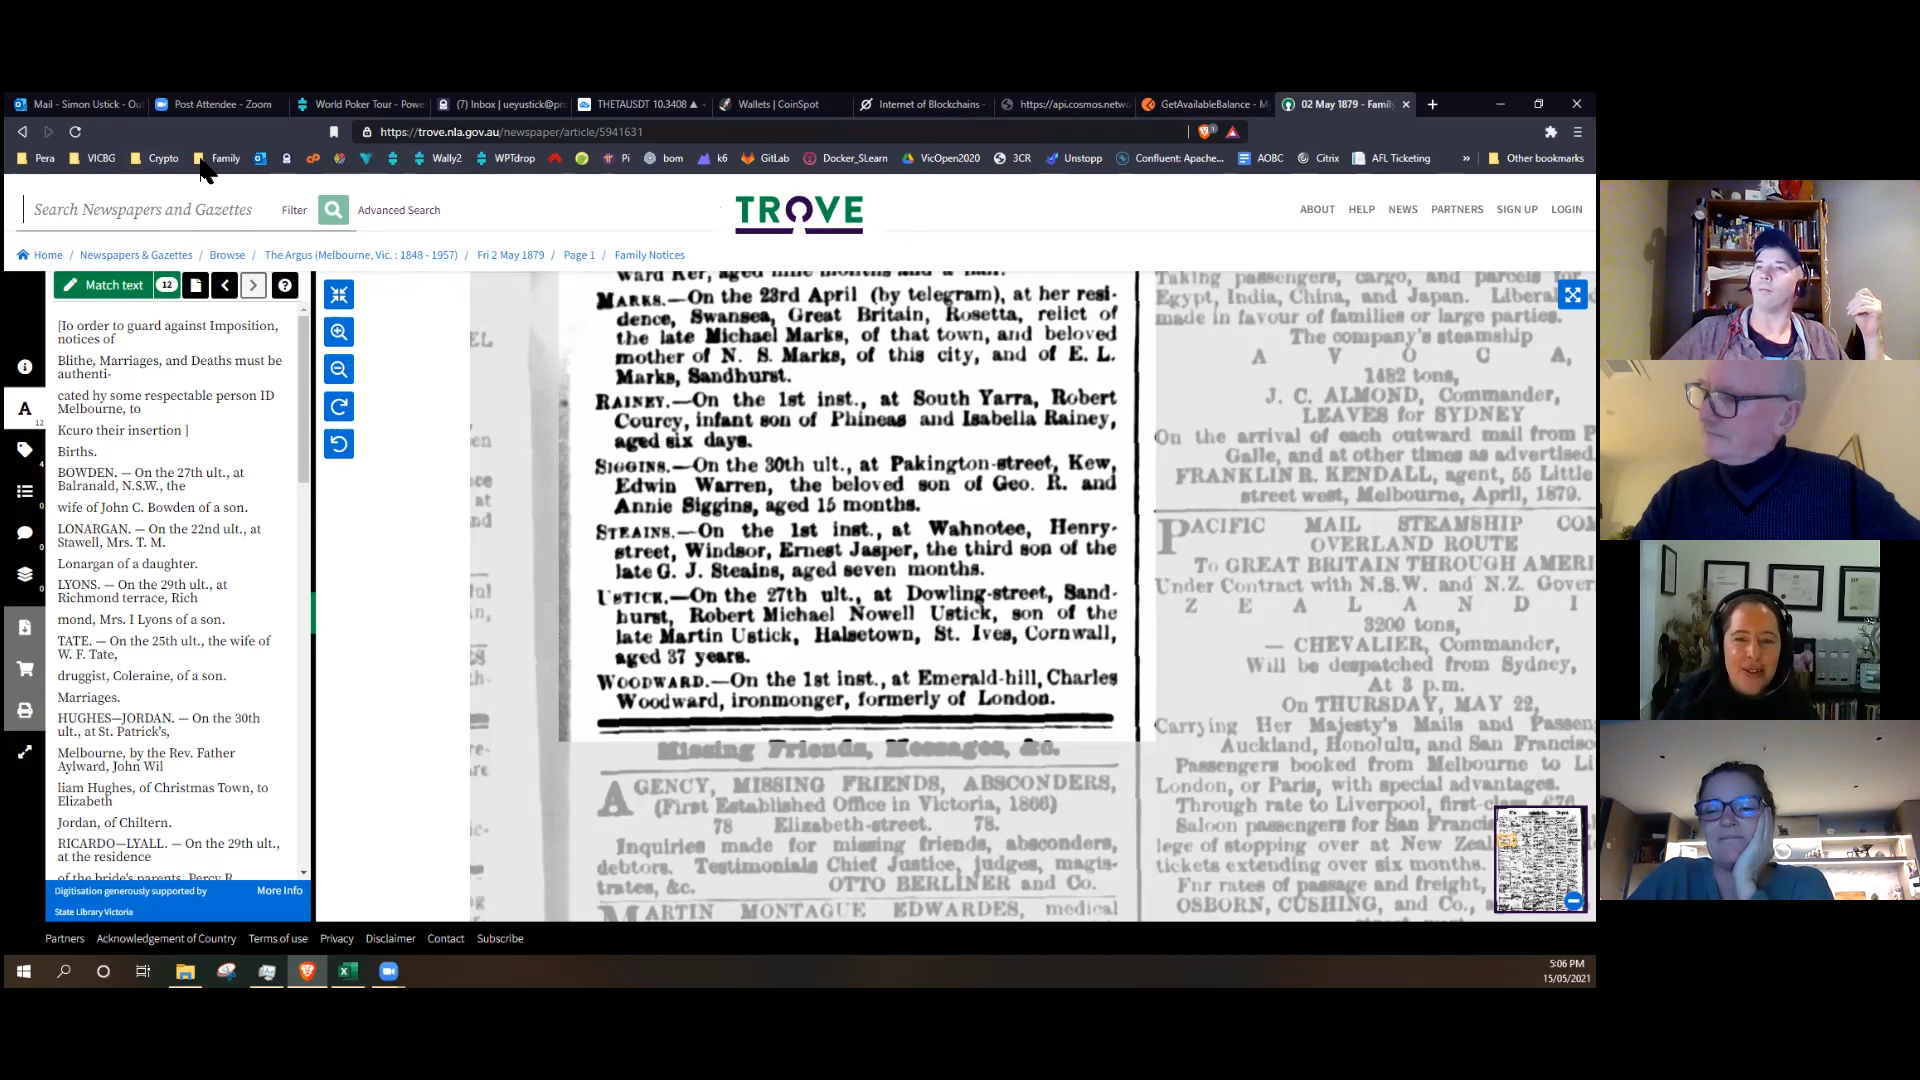 Mail - Simon Ustick - Ou
Post Attendee - Zoom
World Poker Tour - Powe
(7) Inbox | ueyustick@pr
THETAUSDT 10.3408 ▲
Wallets | CoinSpot
Internet of Blockchains -
https://api.cosmos.netwo
GetAvailableBalance - M
02 May 1879 - Family
https://trove.nla.gov.au/newspaper/article/5941631
Pera VICBG Crypto Family Wally2 WPTdrop Pi bom k6 GitLab Docker_SLearn VicOpen2020 3CR Unstopp Confluent: Apache... AOBC Citrix AFL Ticketing » Other bookmarks
Search Newspapers and Gazettes Filter Advanced Search
TROVE
ABOUT HELP NEWS PARTNERS SIGN UP LOGIN
Home / Newspapers & Gazettes / Browse / The Argus (Melbourne, Vic. : 1848 - 1957) / Fri 2 May 1879 / Page 1 / Family Notices
Match text 12
[Io order to guard against Imposition,
notices of
Blithe, Marriages, and Deaths must be
authenti-
cated hy some respectable person ID
Melbourne, to
Kcuro their insertion ]
Births.
BOWDEN. — On the 27th ult., at
Balranald, N.S.W., the
wife of John C. Bowden of a son.
LONARGAN. — On the 22nd ult., at
Stawell, Mrs. T. M.
Lonargan of a daughter.
LYONS. — On the 29th ult., at
Richmond terrace, Rich
mond, Mrs. I Lyons of a son.
TATE. — On the 25th ult., the wife of
W. F. Tate,
druggist, Coleraine, of a son.
Marriages.
HUGHES—JORDAN. — On the 30th
ult., at St. Patrick's,
Melbourne, by the Rev. Father
Aylward, John Wil
liam Hughes, of Christmas Town, to
Elizabeth
Jordan, of Chiltern.
RICARDO—LYALL. — On the 29th ult.,
at the residence
of the bride's parents, Percy R
Digitisation generously supported by More Info
State Library Victoria
ward Ker, aged nine months and a half.
MARKS.—On the 23rd April (by telegram), at her resi-
dence, Swansea, Great Britain, Rosetta, relict of
the late Michael Marks, of that town, and beloved
mother of N. S. Marks, of this city, and of E. L.
Marks, Sandhurst.
RAINEY.—On the 1st inst., at South Yarra, Robert
Courcy, infant son of Phineas and Isabella Rainey,
aged six days.
SIGGINS.—On the 30th ult., at Pakington-street, Kew,
Edwin Warren, the beloved son of Geo. R. and
Annie Siggins, aged 15 months.
STEAINS.—On the 1st inst., at Wahnotee, Henry-
street, Windsor, Ernest Jasper, the third son of the
late G. J. Steains, aged seven months.
USTICK.—On the 27th ult., at Dowling-street, Sand-
hurst, Robert Michael Nowell Ustick, son of the
late Martin Ustick, Halsetown, St. Ives, Cornwall,
aged 37 years.
WOODWARD.—On the 1st inst., at Emerald-hill, Charles
Woodward, ironmonger, formerly of London.
Missing Friends, Messages, &c.
AGENCY, MISSING FRIENDS, ABSCONDERS,
(First Established Office in Victoria, 1866)
78 Elizabeth-street. 78.
Inquiries made for missing friends, absconders,
debtors. Testimonials Chief Justice, judges, magis-
trates, &c. OTTO BERLINER and Co.
MARTIN MONTAGUE EDWARDES, medical
Taking passengers, cargo, and parcels for
Egypt, India, China, and Japan. Liberal
made in favour of families or large parties.
The company's steamship
A V O C A,
1482 tons,
J. C. ALMOND, Commander,
LEAVES for SYDNEY
On the arrival of each outward mail from P
Galle, and at other times as advertised.
FRANKLIN R. KENDALL, agent, 55 Little
street west, Melbourne, April, 1879.
PACIFIC MAIL STEAMSHIP COM
OVERLAND ROUTE
To GREAT BRITAIN THROUGH AMERI
Under Contract with N.S.W. and N.Z. Gover
Z E A L A N D I
3200 tons,
— CHEVALIER, Commander,
Will be despatched from Sydney,
At 3 p.m.
On THURSDAY, MAY 22,
Carrying Her Majesty's Mails and Passen
Auckland, Honolulu, and San Francisco
Passengers booked from Melbourne to Li
London, or Paris, with special advantages.
Through rate to Liverpool, first-class, £76
Saloon passengers for San Franci
lege of stopping over at New Zea
tickets extending over six months.
For rates of passage and freight,
OSBORN, CUSHING, and Co.,
Partners Acknowledgement of Country Terms of use Privacy Disclaimer Contact Subscribe
5:06 PM
15/05/2021